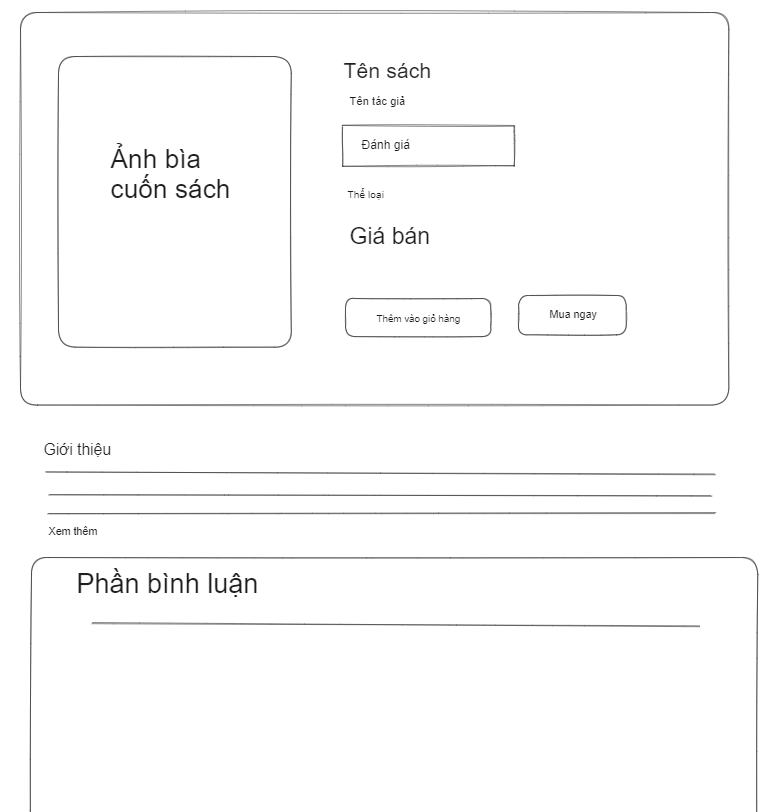 Ảnh bìa
cuốn sách
Tên sách
Tên tác giả
Đánh giá
Thể loại
Giá bán
Thêm vào giỏ hàng
Mua ngay
Giới thiệu
Xem thêm
Phần bình luận